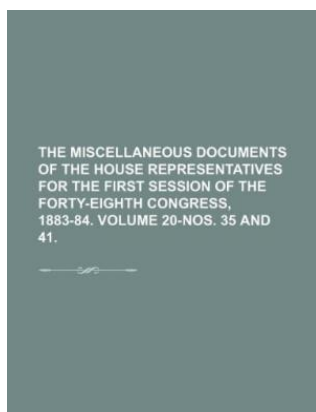 THE MISCELLANEOUS DOCUMENTS
OF THE HOUSE REPRESENTATIVES
FOR THE FIRST SESSION OF THE
FORTY-EIGHTH CONGRESS,
1883-84. VOLUME 20-NOS. 35 AND
41.